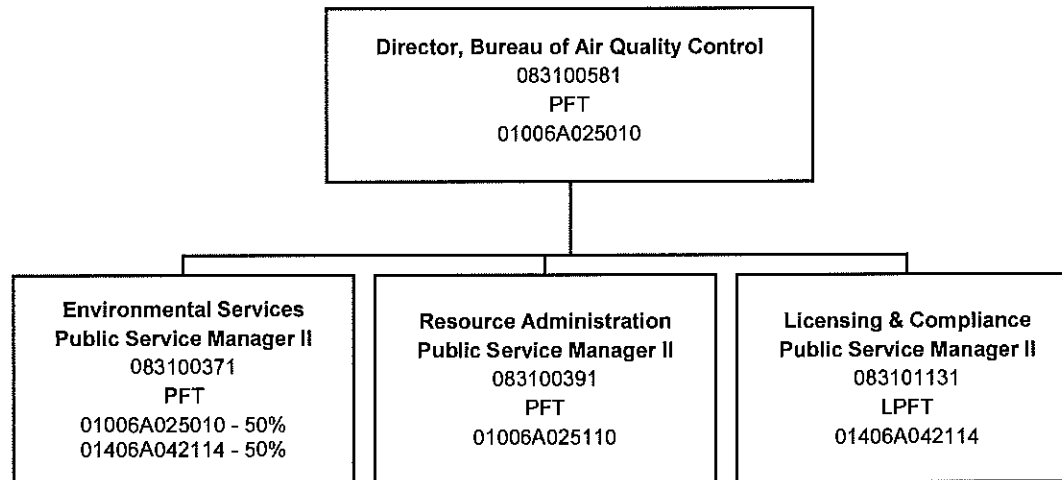 Director, Bureau of Air Quality Control
083100581
PFT
01006A025010
Environmental Services
Public Service Manager II
083100371
PFT
01006A025010 - 50%
01406A042114 - 50%
Resource Administration
Public Service Manager II
083100391
PFT
01006A025110
Licensing & Compliance
Public Service Manager II
083101131
LPFT
01406A042114